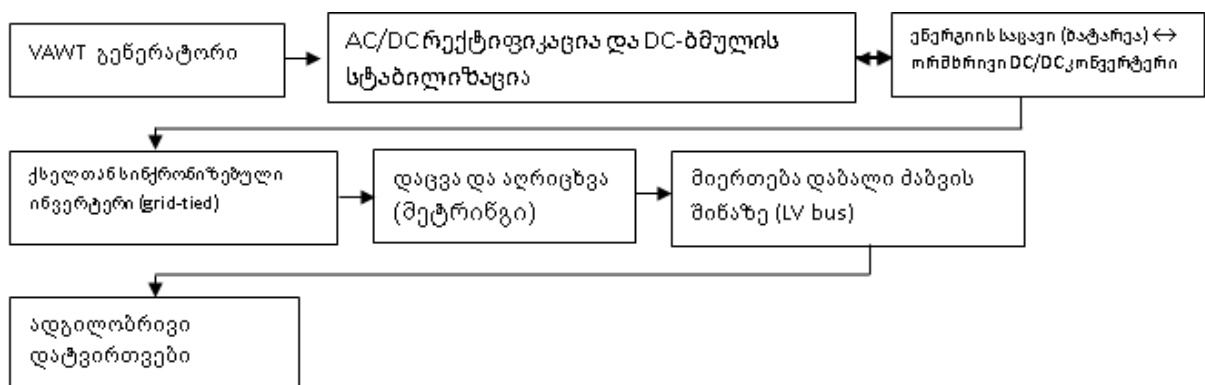 VAWT გენერატორი
AC/DC რექტიფიკაცია და DC-ბმულის
სტაბილიზაცია
ენერგიის საცავი (ბატარეა) ↔
ორმხრივი DC/DC კონვერტერი
ქსელთან სინქრონიზებული
ინვერტერი (grid-tied)
დაცვა და აღრიცხვა
(მეტრინგი)
მიერთება დაბალი ძაბვის
შინაზე (LV bus)
ადგილობრივი
დატვირთვები